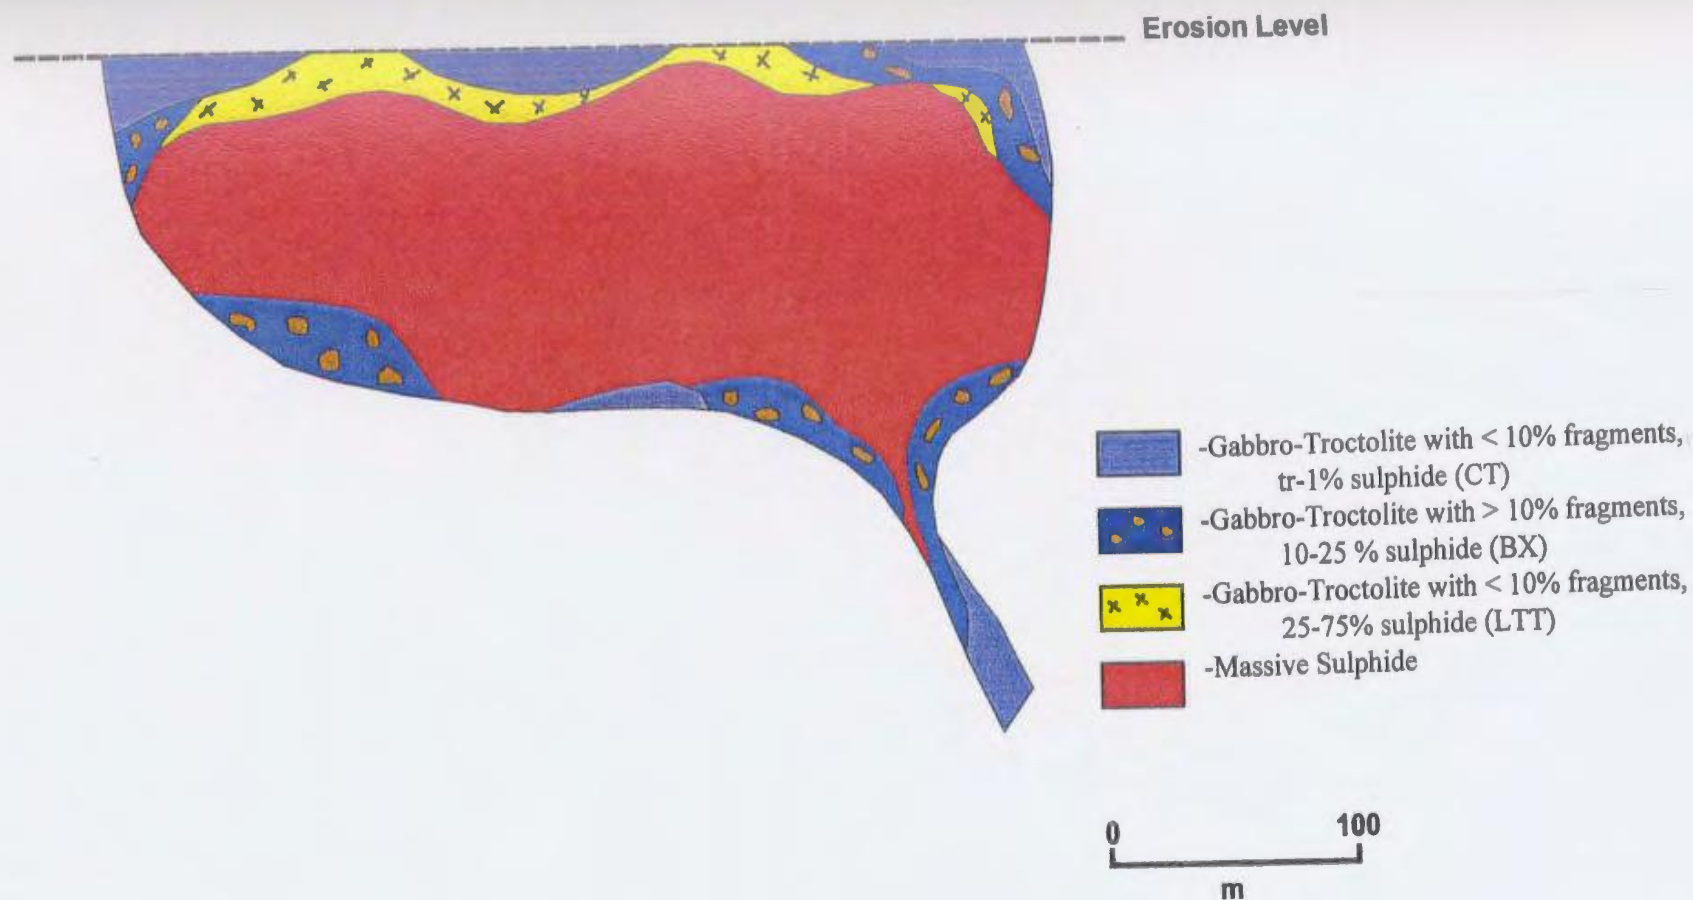 Erosion Level
-Gabbro-Troctolite with < 10% fragments,
tr-1% sulphide (CT)
-Gabbro-Troctolite with > 10% fragments,
10-25 % sulphide (BX)
-Gabbro-Troctolite with < 10% fragments,
25-75% sulphide (LTT)
-Massive Sulphide
0 100
m